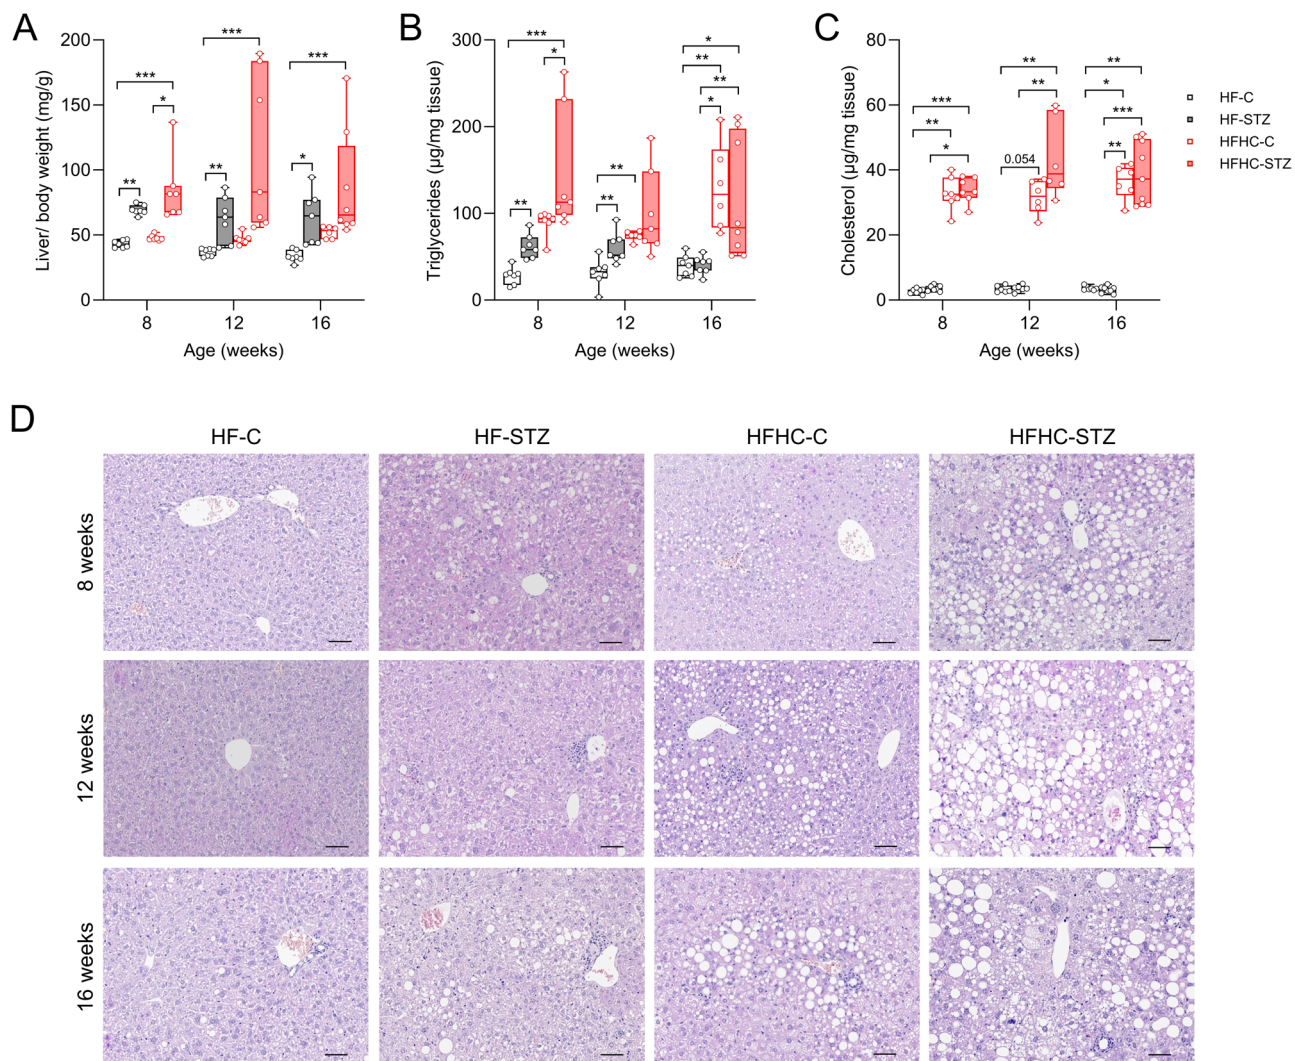 A
B
C
200
150
100
50
0
Liver/ body weight (mg/g)
***
*
**
***
**
***
*
8
12
16
Age (weeks)
300
200
100
0
Triglycerides (µg/mg tissue)
***
*
**
**
**
*
**
**
*
8
12
16
Age (weeks)
80
60
40
20
0
Cholesterol (µg/mg tissue)
***
**
*
**
**
0.054
**
*
***
**
8
12
16
Age (weeks)
HF-C
HF-STZ
HFHC-C
HFHC-STZ
D
HF-C
HF-STZ
HFHC-C
HFHC-STZ
8 weeks
12 weeks
16 weeks